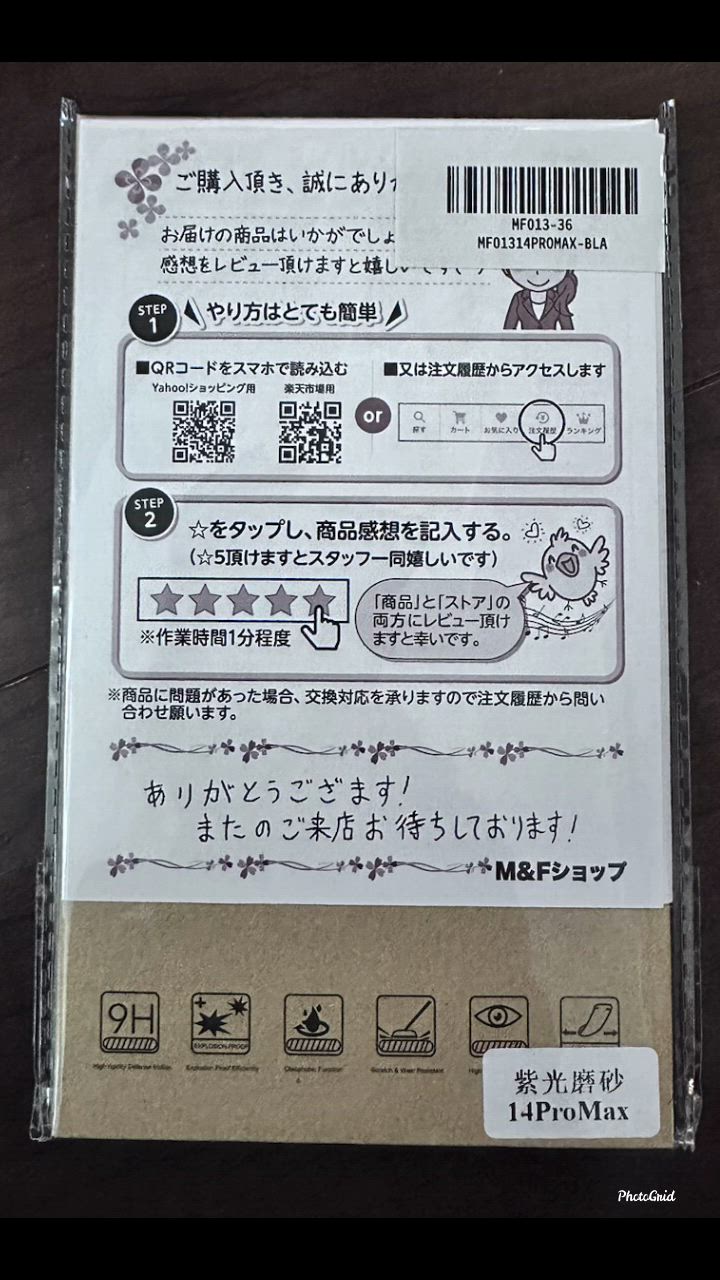 ご購入頂き、誠にあり
MF013-36
MF01314PROMAX-BLA
お届けの商品はいかがでしょ
感想をレビュー頂けますと嬉し
STEP 1
やり方はとても簡単
■QRコードをスマホで読み込む
Yahoo!ショッピング用 楽天市場用
or
■又は注文履歴からアクセスします
探す カート お気に入り 注文履歴 ランキング
STEP 2
☆をタップし、商品感想を記入する。
(☆5頂けますとスタッフ一同嬉しいです)
※作業時間1分程度
「商品」と「ストア」の
両方にレビュー頂け
ますと幸いです。
※商品に問題があった場合、交換対応を承りますので注文履歴から問い
合わせ願います。
ありがとうござます!
またのご来店お待ちしております!
M&Fショップ
9H
EXPLOSION-PROOF
Explosion Proof Efficiently
Oleophobic Function
Scratch & Wear Resistant
紫光磨砂
14ProMax
PhotoGrid